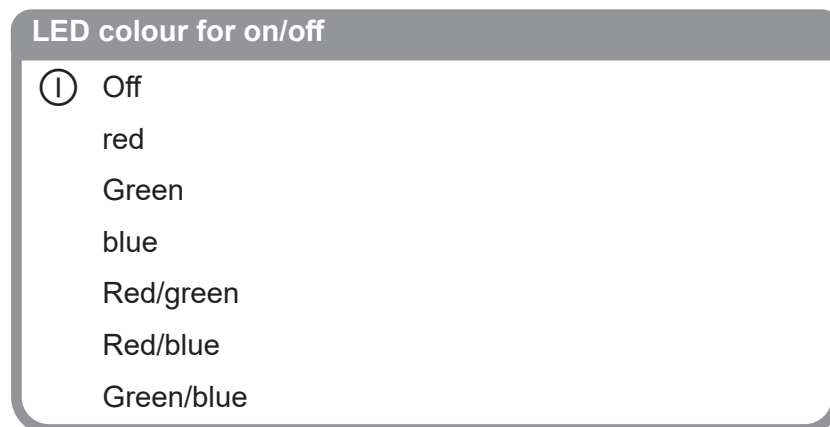 LED colour for on/off
Off
red
Green
blue
Red/green
Red/blue
Green/blue